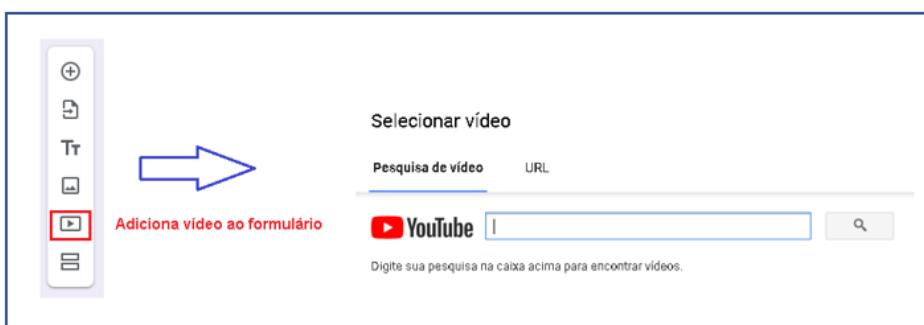 Tт
Selecionar vídeo
Pesquisa de vídeo URL
Adiciona vídeo ao formulário
YouTube
Digite sua pesquisa na caixa acima para encontrar vídeos.